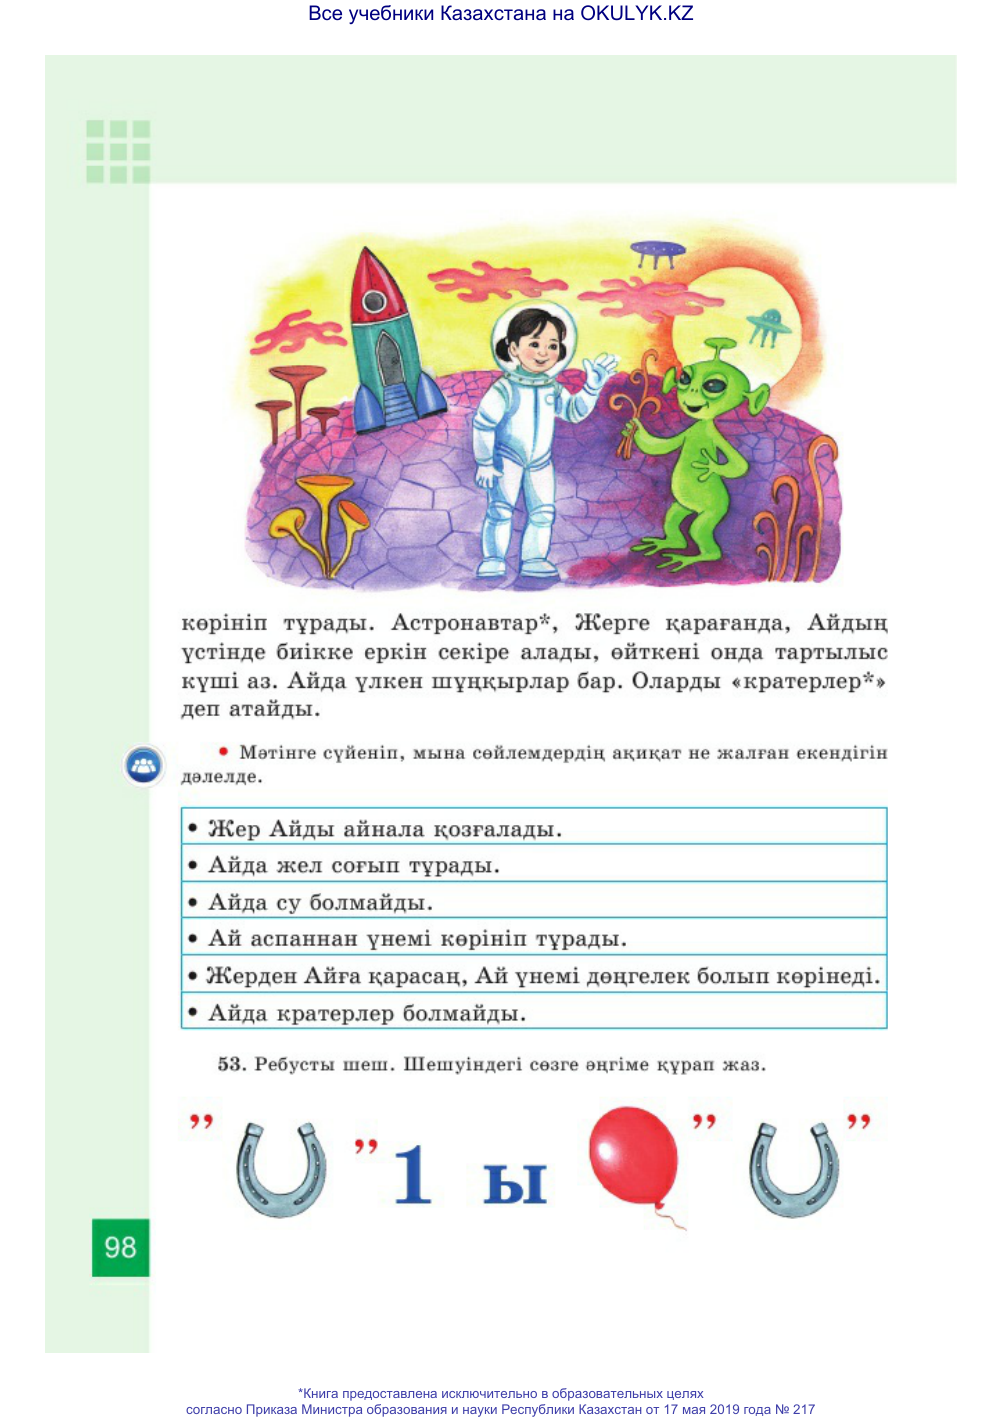 Все учебники Казахстана на OKULYK.KZ
көрініп тұрады. Астронавтар*, Жерге қарағанда, Айдың
үстінде биікке еркін секіре алады, өйткені онда тартылыс
күші аз. Айда үлкен шұңқырлар бар. Оларды «кратерлер*»
деп атайды.
• Мәтінге сүйеніп, мына сөйлемдердің ақиқат не жалған екендігін
дәлелде.
• Жер Айды айнала қозғалады.
• Айда жел соғып тұрады.
• Айда су болмайды.
• Ай аспаннан үнемі көрініп тұрады.
• Жерден Айға қарасаң, Ай үнемі дөңгелек болып көрінеді.
• Айда кратерлер болмайды.
53. Ребусты шеш. Шешуіндегі сөзге әңгіме құрап жаз.
” ” 1 ы ” ”
98
*Книга предоставлена исключительно в образовательных целях
согласно Приказа Министра образования и науки Республики Казахстан от 17 мая 2019 года № 217